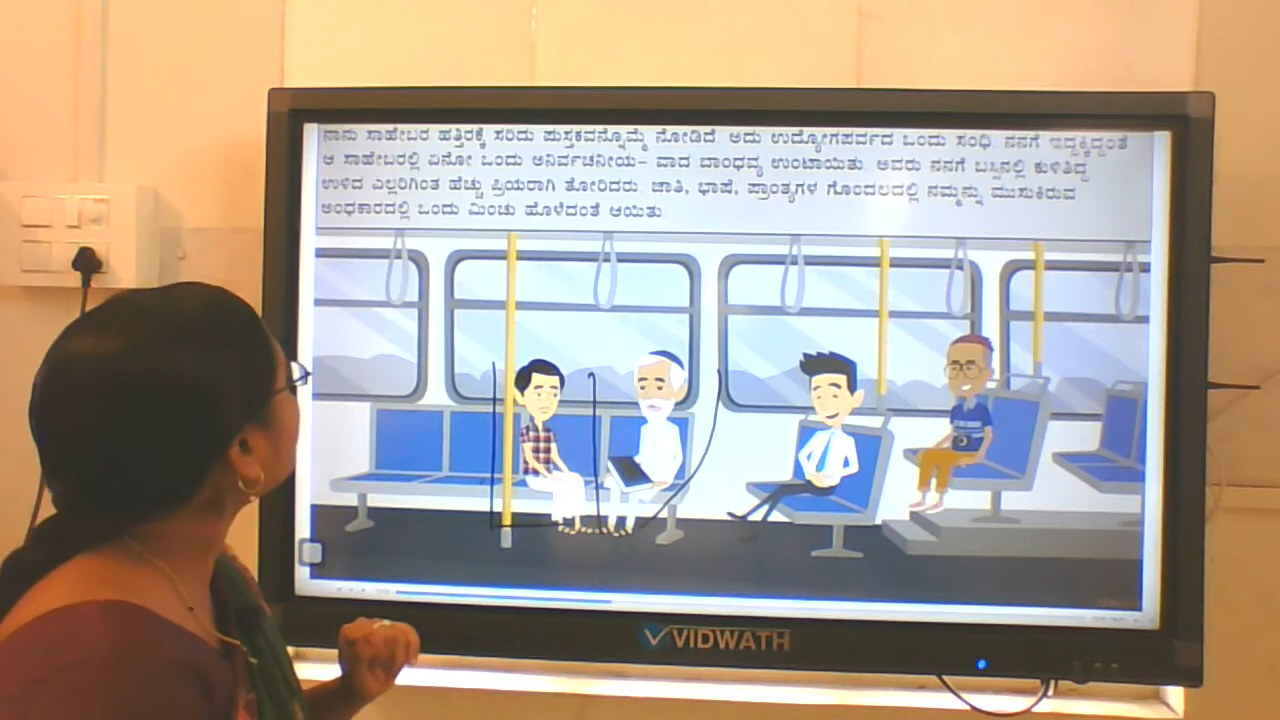 ನಾನು ಸಾಹೇಬರ ಹತ್ತಿರಕ್ಕೆ ಸರಿದು ಪುಸ್ತಕವನ್ನೊಮ್ಮೆ ನೋಡಿದೆ. ಅದು ಉದ್ಯೋಗಪರ್ವದ ಒಂದು ಸಂಧಿ. ನನಗೆ ಇದ್ದಕ್ಕಿದ್ದಂತೆ
ಆ ಸಾಹೇಬರಲ್ಲಿ ಏನೋ ಒಂದು ಅನಿರ್ವಚನೀಯ- ವಾದ ಬಾಂಧವ್ಯ ಉಂಟಾಯಿತು. ಅವರು ನನಗೆ ಬಸ್ಸಿನಲ್ಲಿ ಕುಳಿತಿದ್ದ
ಉಳಿದ ಎಲ್ಲರಿಗಿಂತ ಹೆಚ್ಚು ಪ್ರಿಯರಾಗಿ ತೋರಿದರು. ಜಾತಿ, ಭಾಷೆ, ಪ್ರಾಂತ್ಯಗಳ ಗೊಂದಲದಲ್ಲಿ ನಮ್ಮನ್ನು ಮುಸುಕಿರುವ
ಅಂಧಕಾರದಲ್ಲಿ ಒಂದು ಮಿಂಚು ಹೊಳೆದಂತೆ ಆಯಿತು.
VIDWATH